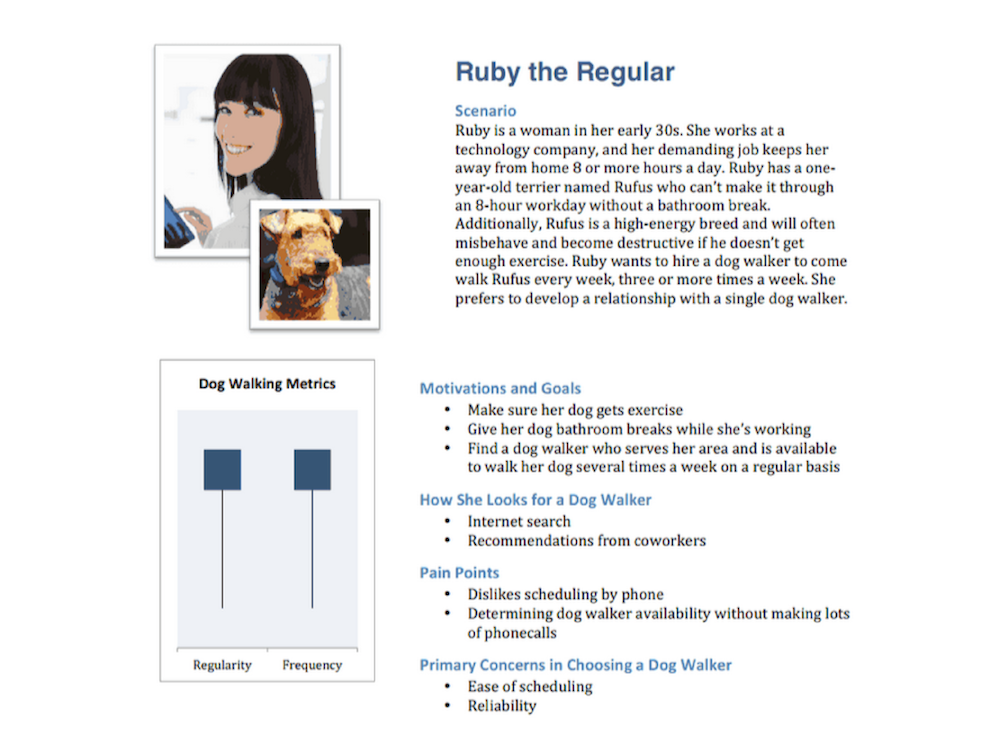 Ruby the Regular
Scenario
Ruby is a woman in her early 30s. She works at a
technology company, and her demanding job keeps her
away from home 8 or more hours a day. Ruby has a one-
year-old terrier named Rufus who can't make it through
an 8-hour workday without a bathroom break.
Additionally, Rufus is a high-energy breed and will often
misbehave and become destructive if he doesn't get
enough exercise. Ruby wants to hire a dog walker to come
walk Rufus every week, three or more times a week. She
prefers to develop a relationship with a single dog walker.
Dog Walking Metrics
Regularity
Frequency
Motivations and Goals
• Make sure her dog gets exercise
• Give her dog bathroom breaks while she's working
• Find a dog walker who serves her area and is available
to walk her dog several times a week on a regular basis
How She Looks for a Dog Walker
• Internet search
• Recommendations from coworkers
Pain Points
• Dislikes scheduling by phone
• Determining dog walker availability without making lots
of phonecalls
Primary Concerns in Choosing a Dog Walker
• Ease of scheduling
• Reliability